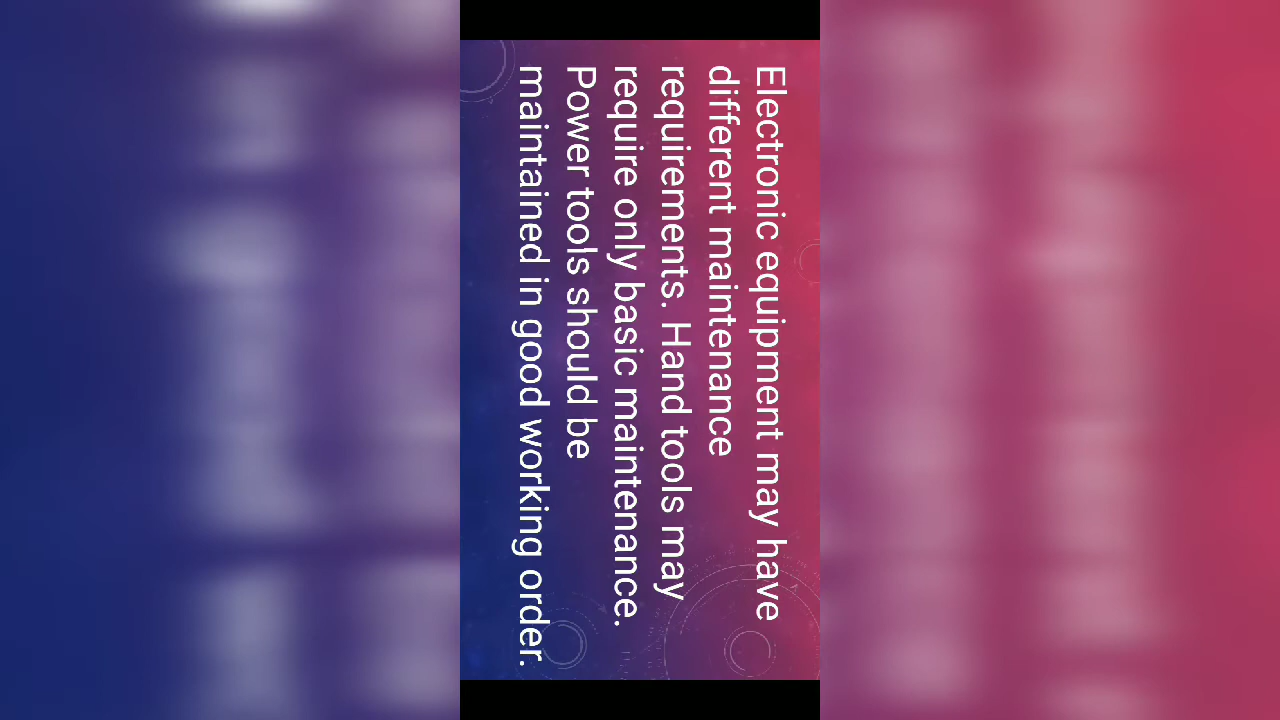 Electronic equipment may have
different maintenance
requirements. Hand tools may
require only basic maintenance.
Power tools should be
maintained in good working order.